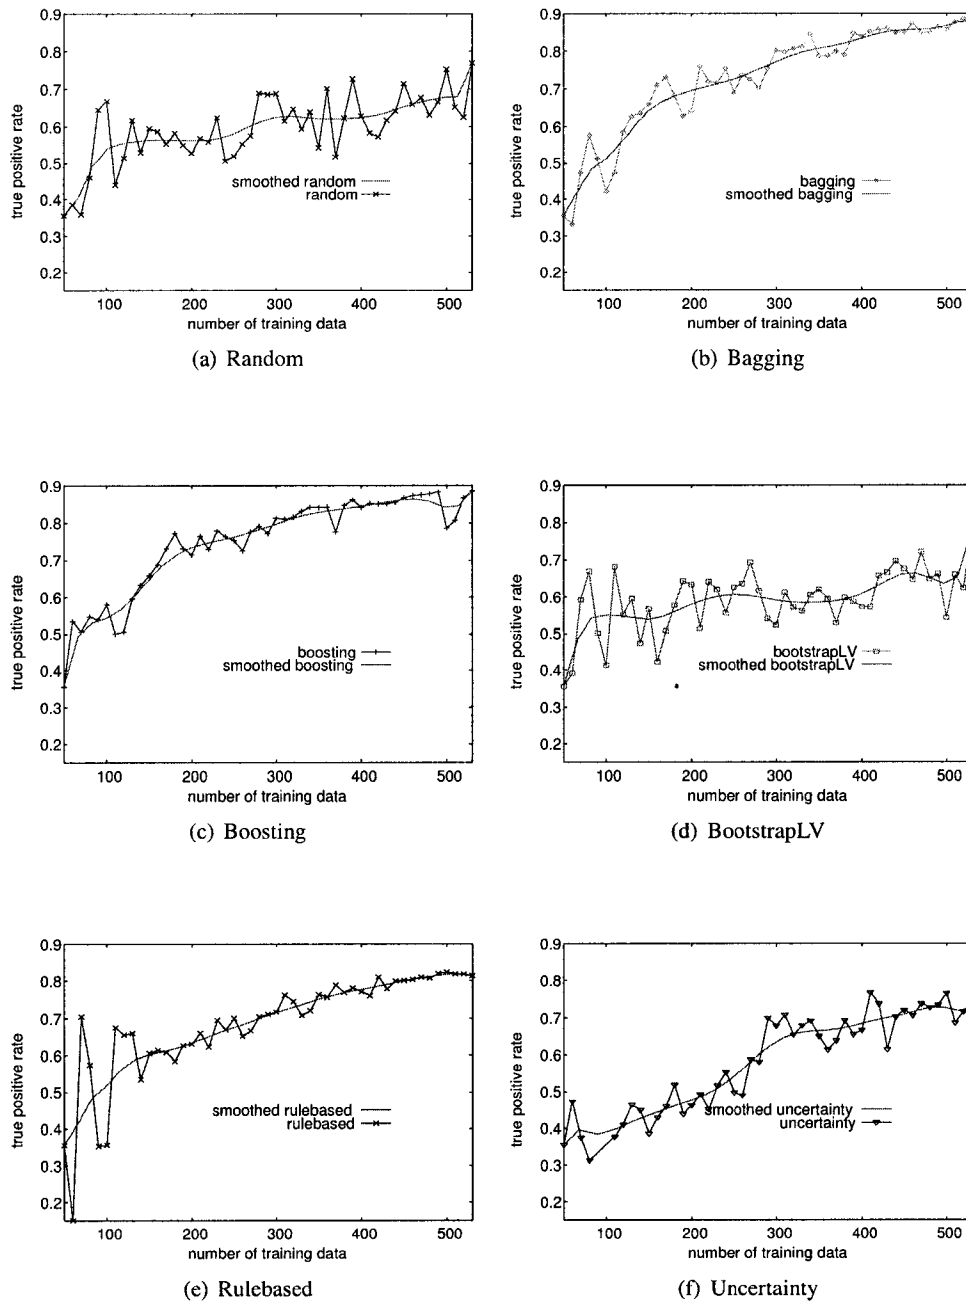 0.9
0.8
0.7
0.6
0.5
0.4
0.3
0.2
true positive rate
smoothed random
random
100 200 300 400 500
number of training data
(a) Random
0.9
0.8
0.7
0.6
0.5
0.4
0.3
0.2
true positive rate
bagging
smoothed bagging
100 200 300 400 500
number of training data
(b) Bagging
0.9
0.8
0.7
0.6
0.5
0.4
0.3
0.2
true positive rate
boosting
smoothed boosting
100 200 300 400 500
number of training data
(c) Boosting
0.9
0.8
0.7
0.6
0.5
0.4
0.3
0.2
true positive rate
bootstrapLV
smoothed bootstrapLV
100 200 300 400 500
number of training data
(d) BootstrapLV
0.9
0.8
0.7
0.6
0.5
0.4
0.3
0.2
true positive rate
smoothed rulebased
rulebased
100 200 300 400 500
number of training data
(e) Rulebased
0.9
0.8
0.7
0.6
0.5
0.4
0.3
0.2
true positive rate
smoothed uncertainty
uncertainty
100 200 300 400 500
number of training data
(f) Uncertainty